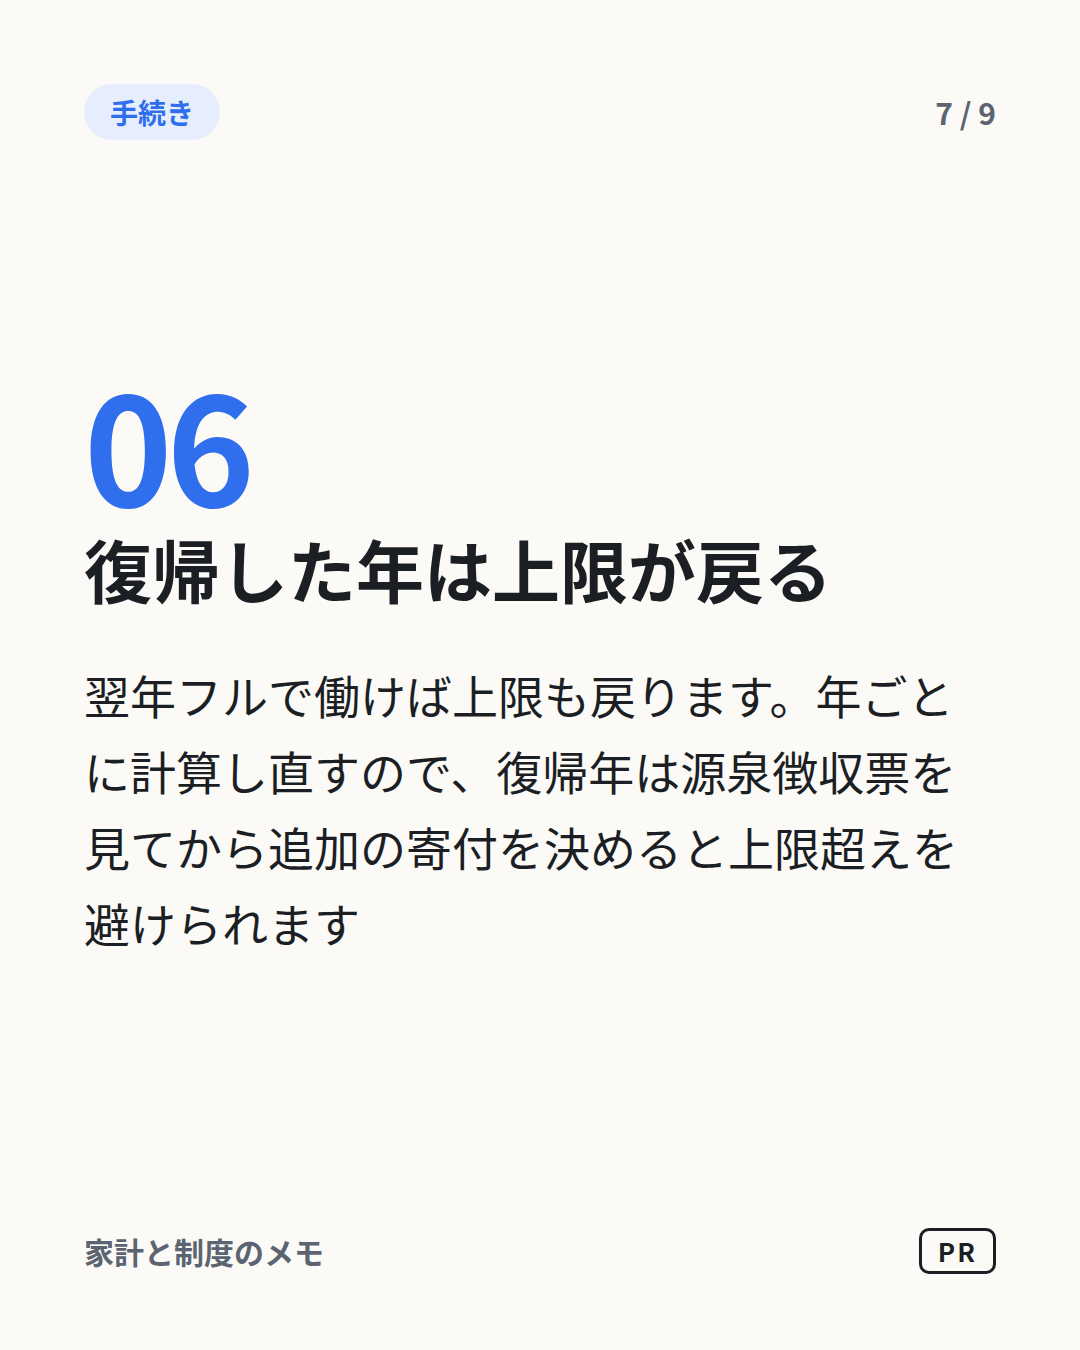 手続き
7 / 9
06
復帰した年は上限が戻る
翌年フルで働けば上限も戻ります。年ごと
に計算し直すので、復帰年は源泉徴収票を
見てから追加の寄付を決めると上限超えを
避けられます
家計と制度のメモ
PR